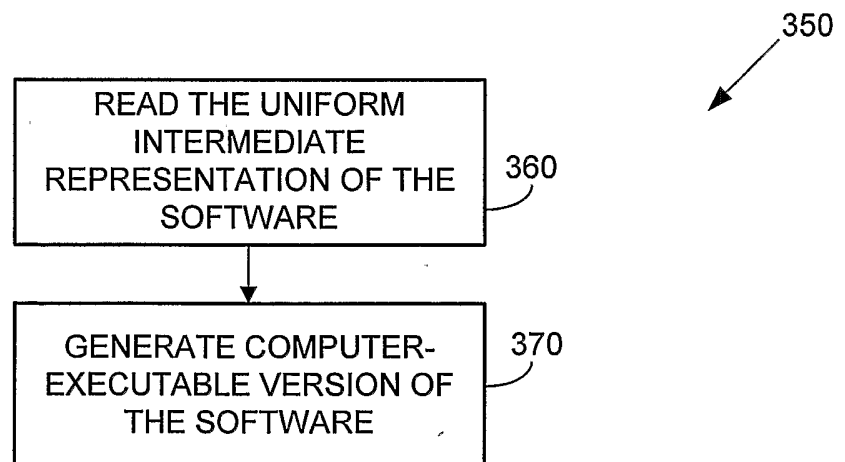 350
READ THE UNIFORM
INTERMEDIATE
REPRESENTATION OF THE
SOFTWARE
360
GENERATE COMPUTER-
EXECUTABLE VERSION OF
THE SOFTWARE
370